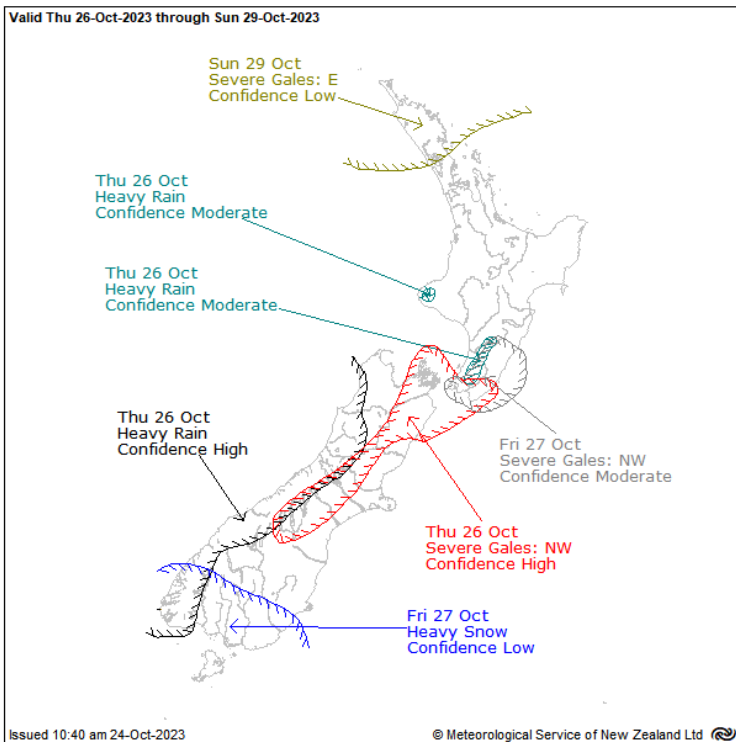 Valid Thu 26-Oct-2023 through Sun 29-Oct-2023
Sun 29 Oct
Severe Gales: E
Confidence Low
Thu 26 Oct
Heavy Rain
Confidence Moderate
Thu 26 Oct
Heavy Rain
Confidence Moderate
Thu 26 Oct
Heavy Rain
Confidence High
Fri 27 Oct
Severe Gales: NW
Confidence Moderate
Thu 26 Oct
Severe Gales: NW
Confidence High
Fri 27 Oct
Heavy Snow
Confidence Low
Issued 10:40 am 24-Oct-2023
© Meteorological Service of New Zealand Ltd